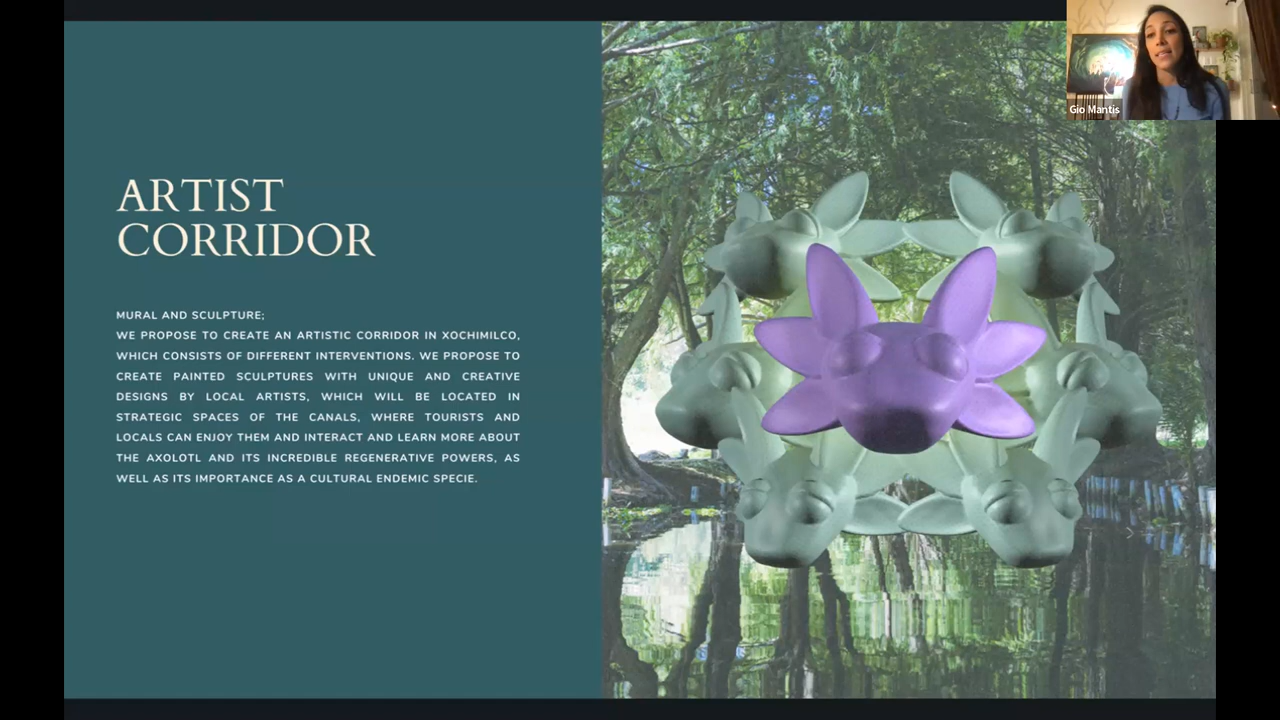 Gio Mantis
ARTIST
CORRIDOR
MURAL AND SCULPTURE;
WE PROPOSE TO CREATE AN ARTISTIC CORRIDOR IN XOCHIMILCO,
WHICH CONSISTS OF DIFFERENT INTERVENTIONS. WE PROPOSE TO
CREATE PAINTED SCULPTURES WITH UNIQUE AND CREATIVE
DESIGNS BY LOCAL ARTISTS, WHICH WILL BE LOCATED IN
STRATEGIC SPACES OF THE CANALS, WHERE TOURISTS AND
LOCALS CAN ENJOY THEM AND INTERACT AND LEARN MORE ABOUT
THE AXOLOTL AND ITS INCREDIBLE REGENERATIVE POWERS, AS
WELL AS ITS IMPORTANCE AS A CULTURAL ENDEMIC SPECIE.